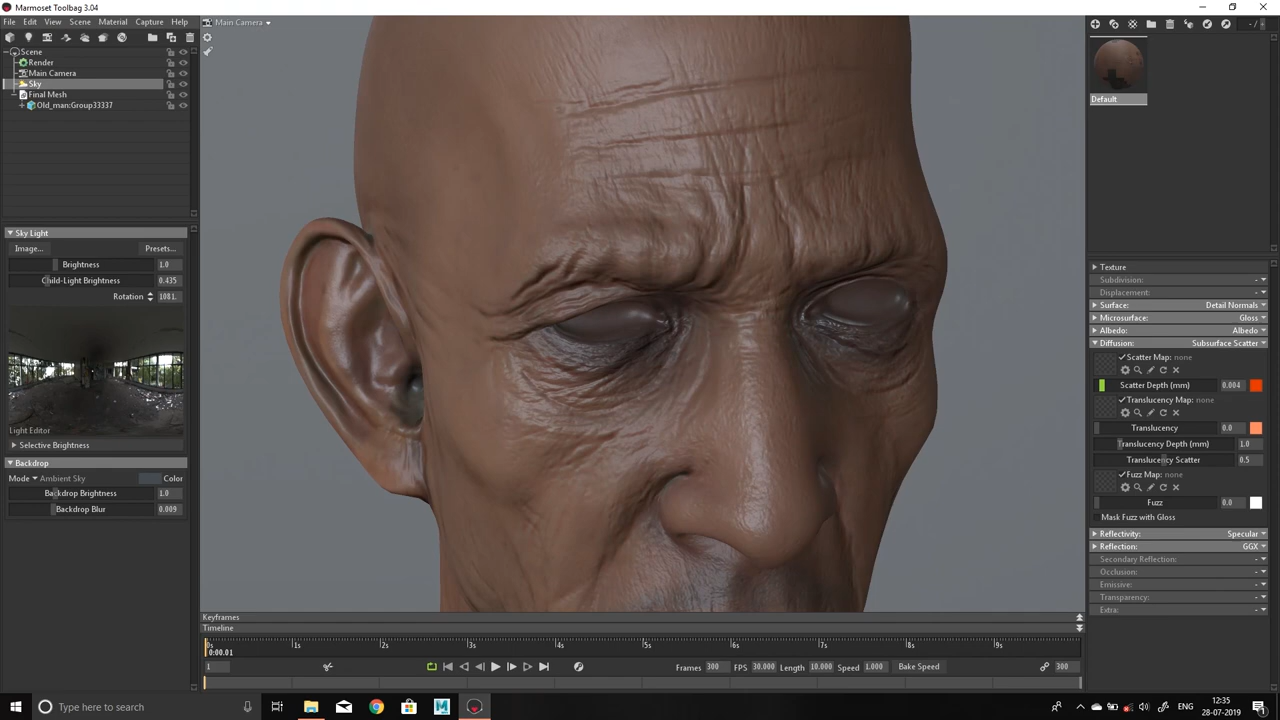 Marmoset Toolbag 3.04
File Edit View Scene Material Capture Help
Main Camera
- /
Scene
Render
Main Camera
Sky
Final Mesh
Old_man:Group33337
Default
Sky Light
Image... Presets...
Brightness 1.0
Child-Light Brightness 0.435
Rotation 1081.
Light Editor
Selective Brightness
Backdrop
Mode Ambient Sky Color
Backdrop Brightness 1.0
Backdrop Blur 0.009
Texture
Subdivision: -
Displacement: -
Surface: Detail Normals
Microsurface: Gloss
Albedo: Albedo
Diffusion: Subsurface Scatter
Scatter Map: none
Scatter Depth (mm) 0.004
Translucency Map: none
Translucency 0.0
Translucency Depth (mm) 1.0
Translucency Scatter 0.5
Fuzz Map: none
Fuzz 0.0
Mask Fuzz with Gloss
Reflectivity: Specular
Reflection: GGX
Secondary Reflection: -
Occlusion: -
Emissive: -
Transparency: -
Extra: -
Keyframes
Timeline
0s 1s 2s 3s 4s 5s 6s 7s 8s 9s
0:00.01
1 Frames 300 FPS 30.000 Length 10.000 Speed 1.000 Bake Speed 300
Type here to search
ENG
12:35
28-07-2019
1